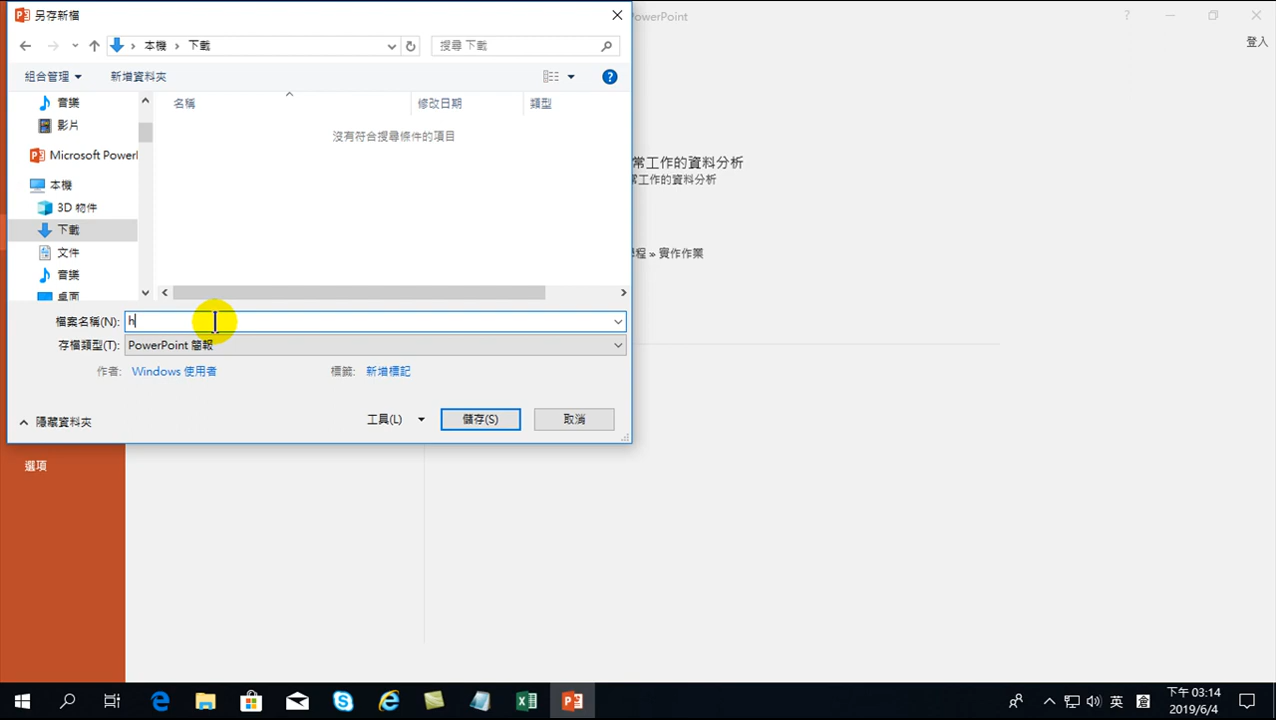 另存新檔
PowerPoint
登入
本機 下載
搜尋 下載
組合管理
新增資料夾
名稱
修改日期
類型
沒有符合搜尋條件的項目
音樂
影片
Microsoft Power
本機
3D 物件
下載
文件
音樂
桌面
常工作的資料分析
常工作的資料分析
程 » 實作作業
檔案名稱(N):
h
存檔類型(T):
PowerPoint 簡報
作者:
Windows 使用者
標籤:
新增標記
隱藏資料夾
工具(L)
儲存(S)
取消
選項
英
倉
下午 03:14
2019/6/4